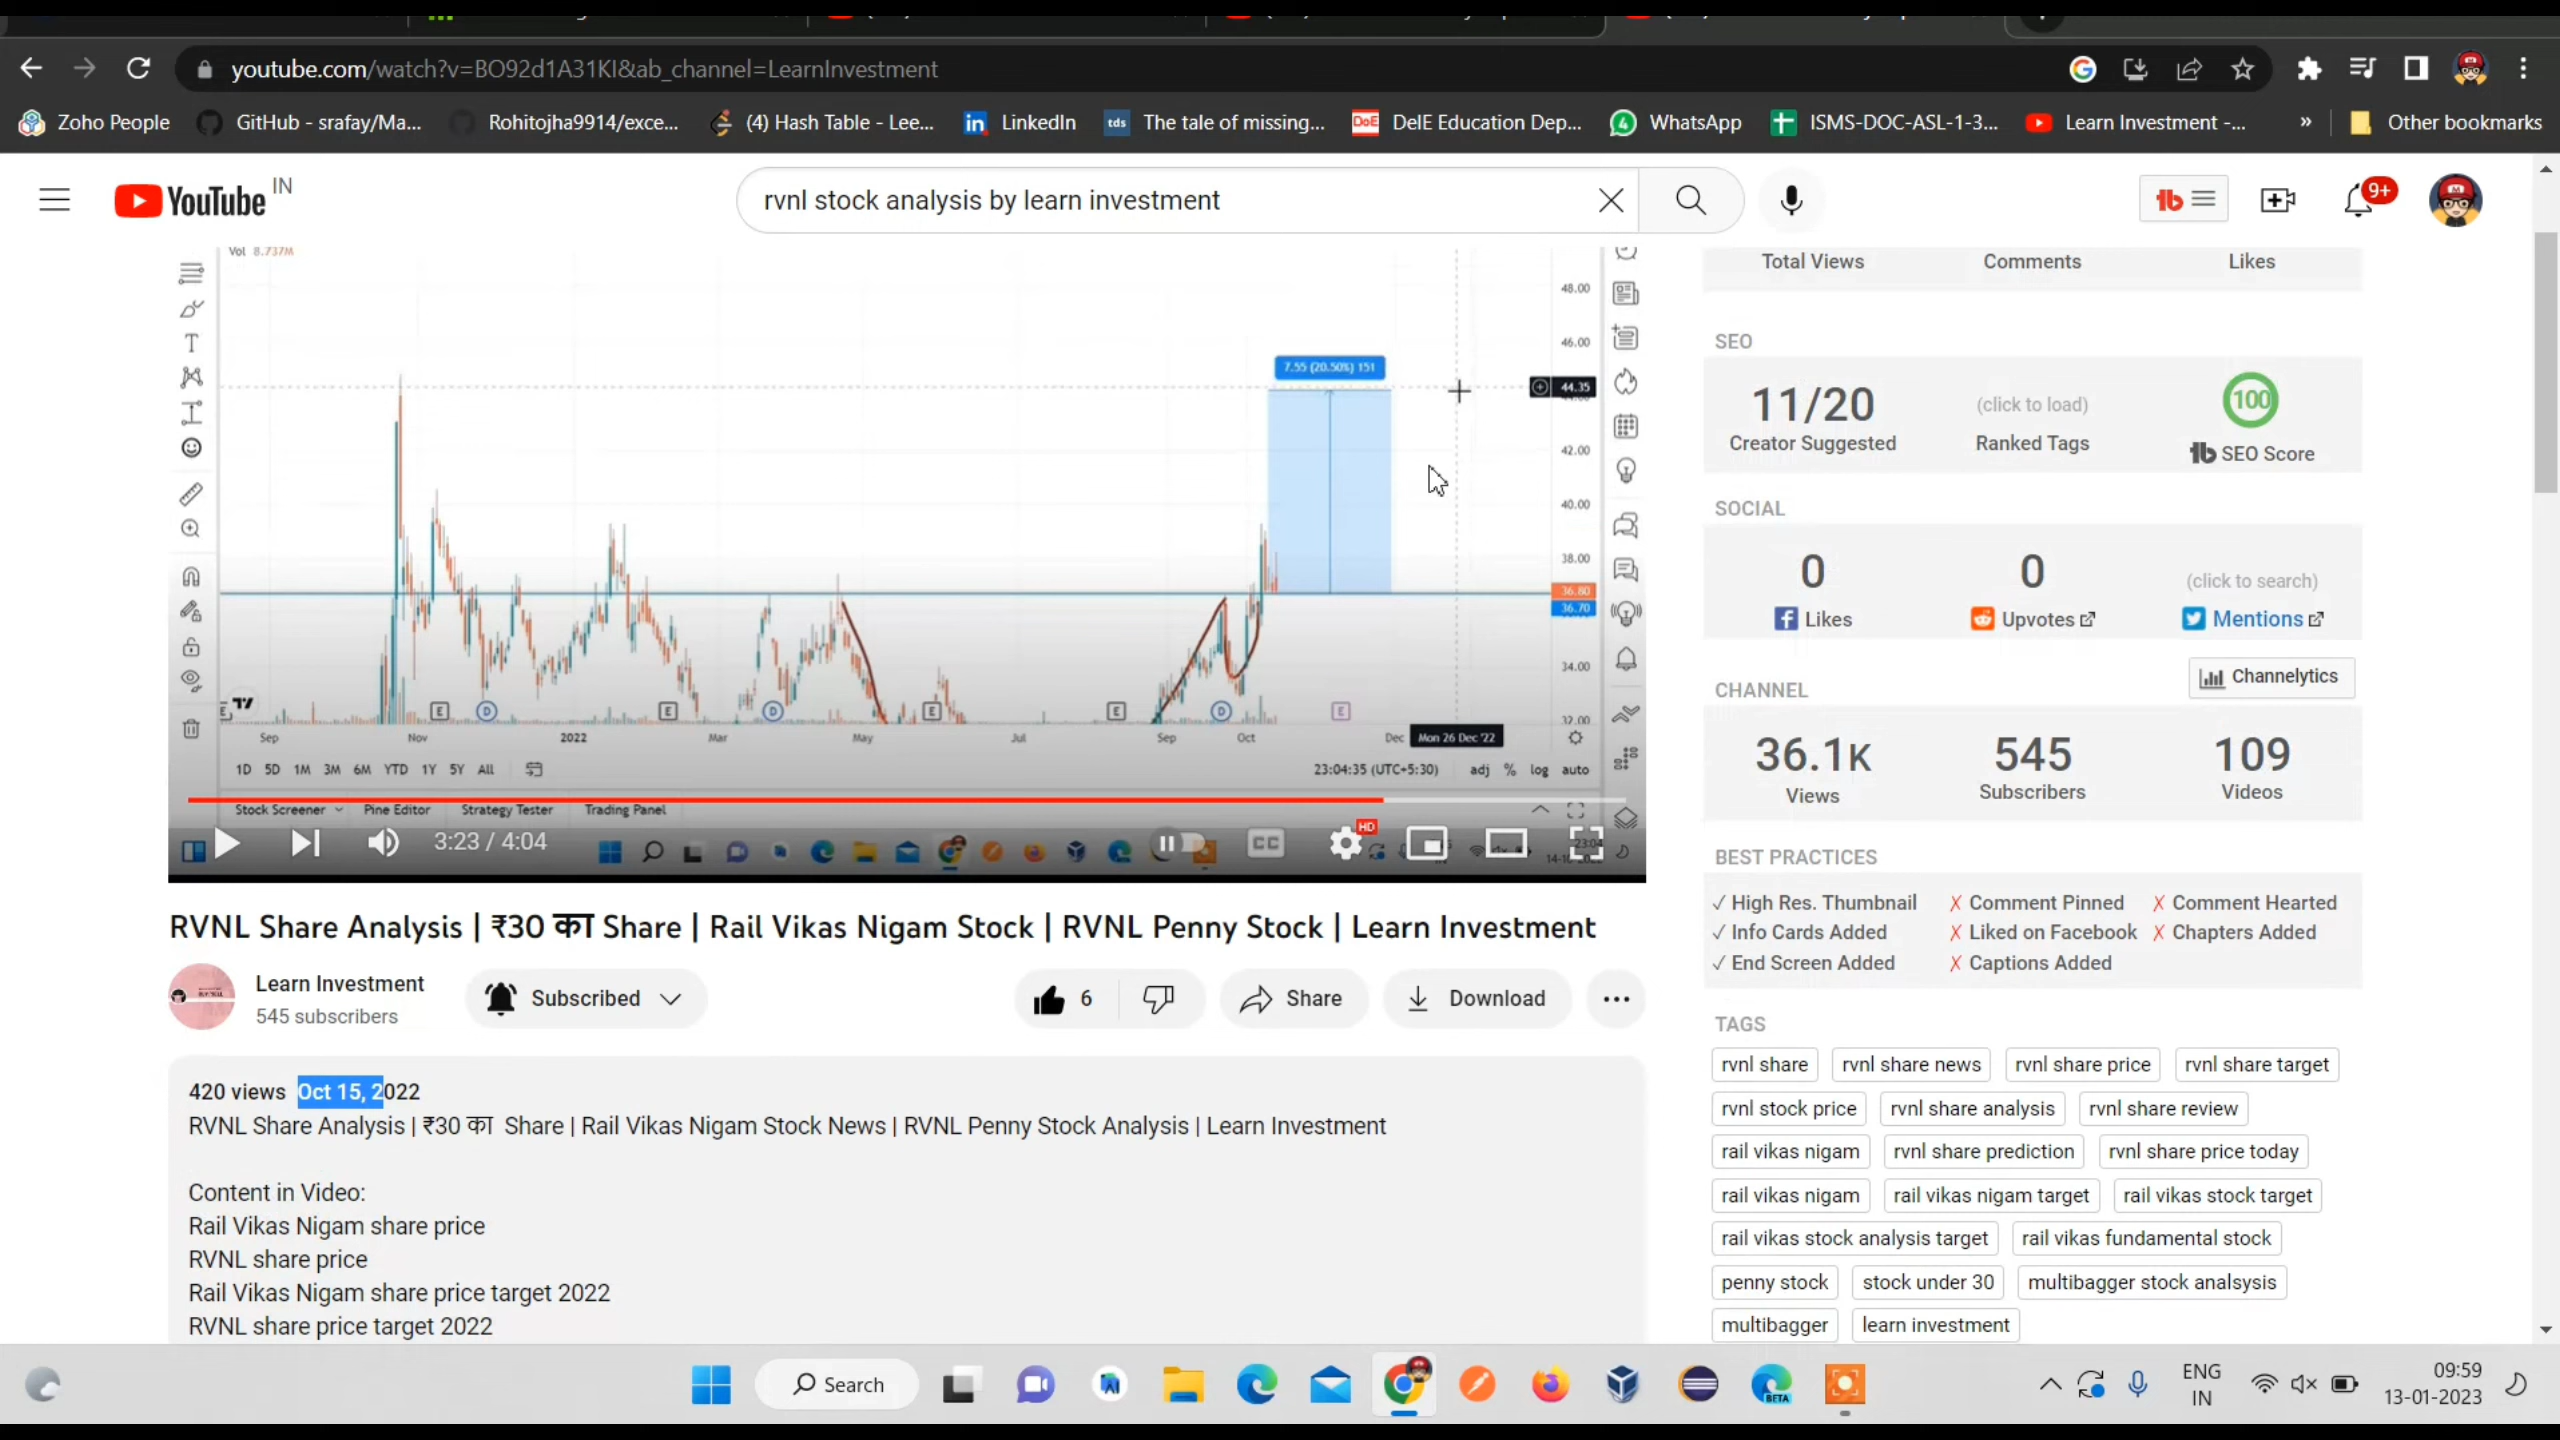 youtube.com/watch?v=BO92d1A31KI&ab_channel=LearnInvestment
Zoho People GitHub - srafay/Ma... Rohitojha9914/exce... (4) Hash Table - Lee... LinkedIn The tale of missing... DelE Education Dep... WhatsApp ISMS-DOC-ASL-1-3... Learn Investment -... » Other bookmarks
YouTube IN
rvnl stock analysis by learn investment
9+
Vol 8.737M
48.00
46.00
7.55 (20.50%) 151
44.35
42.00
40.00
38.00
36.80
36.70
34.00
32.00
Sep Nov 2022 Mar May Jul Sep Oct Dec Mon 26 Dec '22
1D 5D 1M 3M 6M YTD 1Y 5Y All 23:04:35 (UTC+5:30) adj % log auto
Stock Screener Pine Editor Strategy Tester Trading Panel
3:23 / 4:04
CC
HD
RVNL Share Analysis | ₹30 का Share | Rail Vikas Nigam Stock | RVNL Penny Stock | Learn Investment
Learn Investment
545 subscribers
Subscribed
6
Share
Download
420 views Oct 15, 2022
RVNL Share Analysis | ₹30 का Share | Rail Vikas Nigam Stock News | RVNL Penny Stock Analysis | Learn Investment
Content in Video:
Rail Vikas Nigam share price
RVNL share price
Rail Vikas Nigam share price target 2022
RVNL share price target 2022
Total Views Comments Likes
SEO
11/20 (click to load) 100
Creator Suggested Ranked Tags SEO Score
SOCIAL
0 0 (click to search)
Likes Upvotes Mentions
CHANNEL Channelytics
36.1K 545 109
Views Subscribers Videos
BEST PRACTICES
✓ High Res. Thumbnail ✗ Comment Pinned ✗ Comment Hearted
✓ Info Cards Added ✗ Liked on Facebook ✗ Chapters Added
✓ End Screen Added ✗ Captions Added
TAGS
rvnl share rvnl share news rvnl share price rvnl share target
rvnl stock price rvnl share analysis rvnl share review
rail vikas nigam rvnl share prediction rvnl share price today
rail vikas nigam rail vikas nigam target rail vikas stock target
rail vikas stock analysis target rail vikas fundamental stock
penny stock stock under 30 multibagger stock analsysis
multibagger learn investment
Search
ENG
IN
09:59
13-01-2023